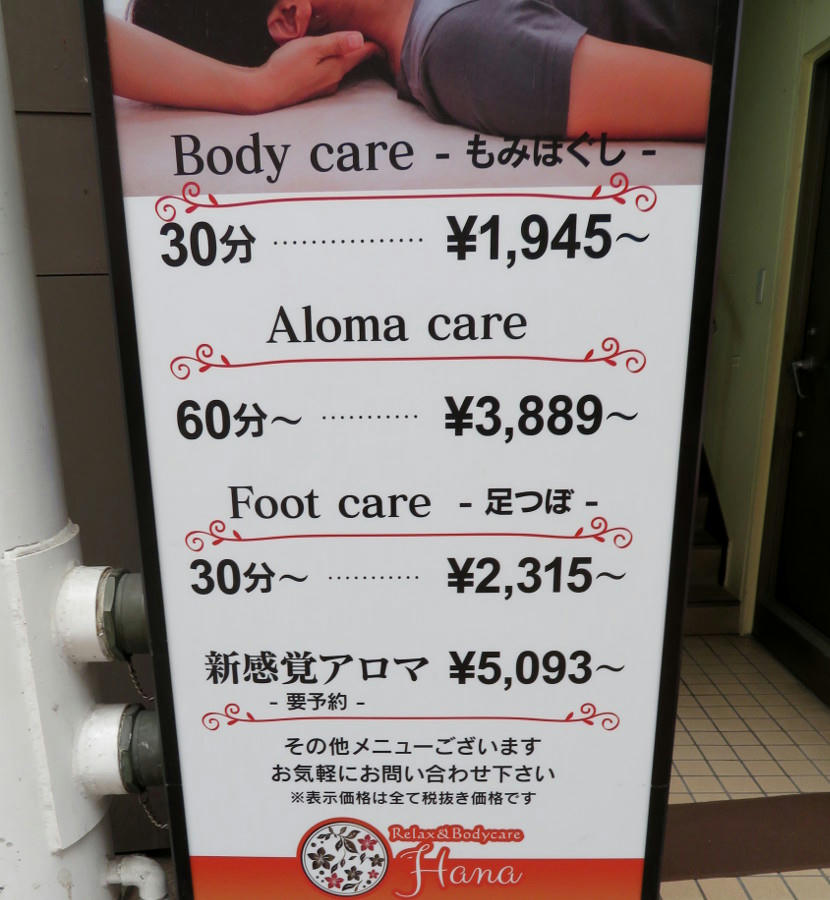 Body care - もみほぐし -
30分 ················ ¥1,945～
Aloma care
60分～ ··········· ¥3,889～
Foot care - 足つぼ -
30分～ ··········· ¥2,315～
新感覚アロマ ¥5,093～
- 要予約 -
その他メニューございます
お気軽にお問い合わせ下さい
※表示価格は全て税抜き価格です
Relax&Bodycare
Hana